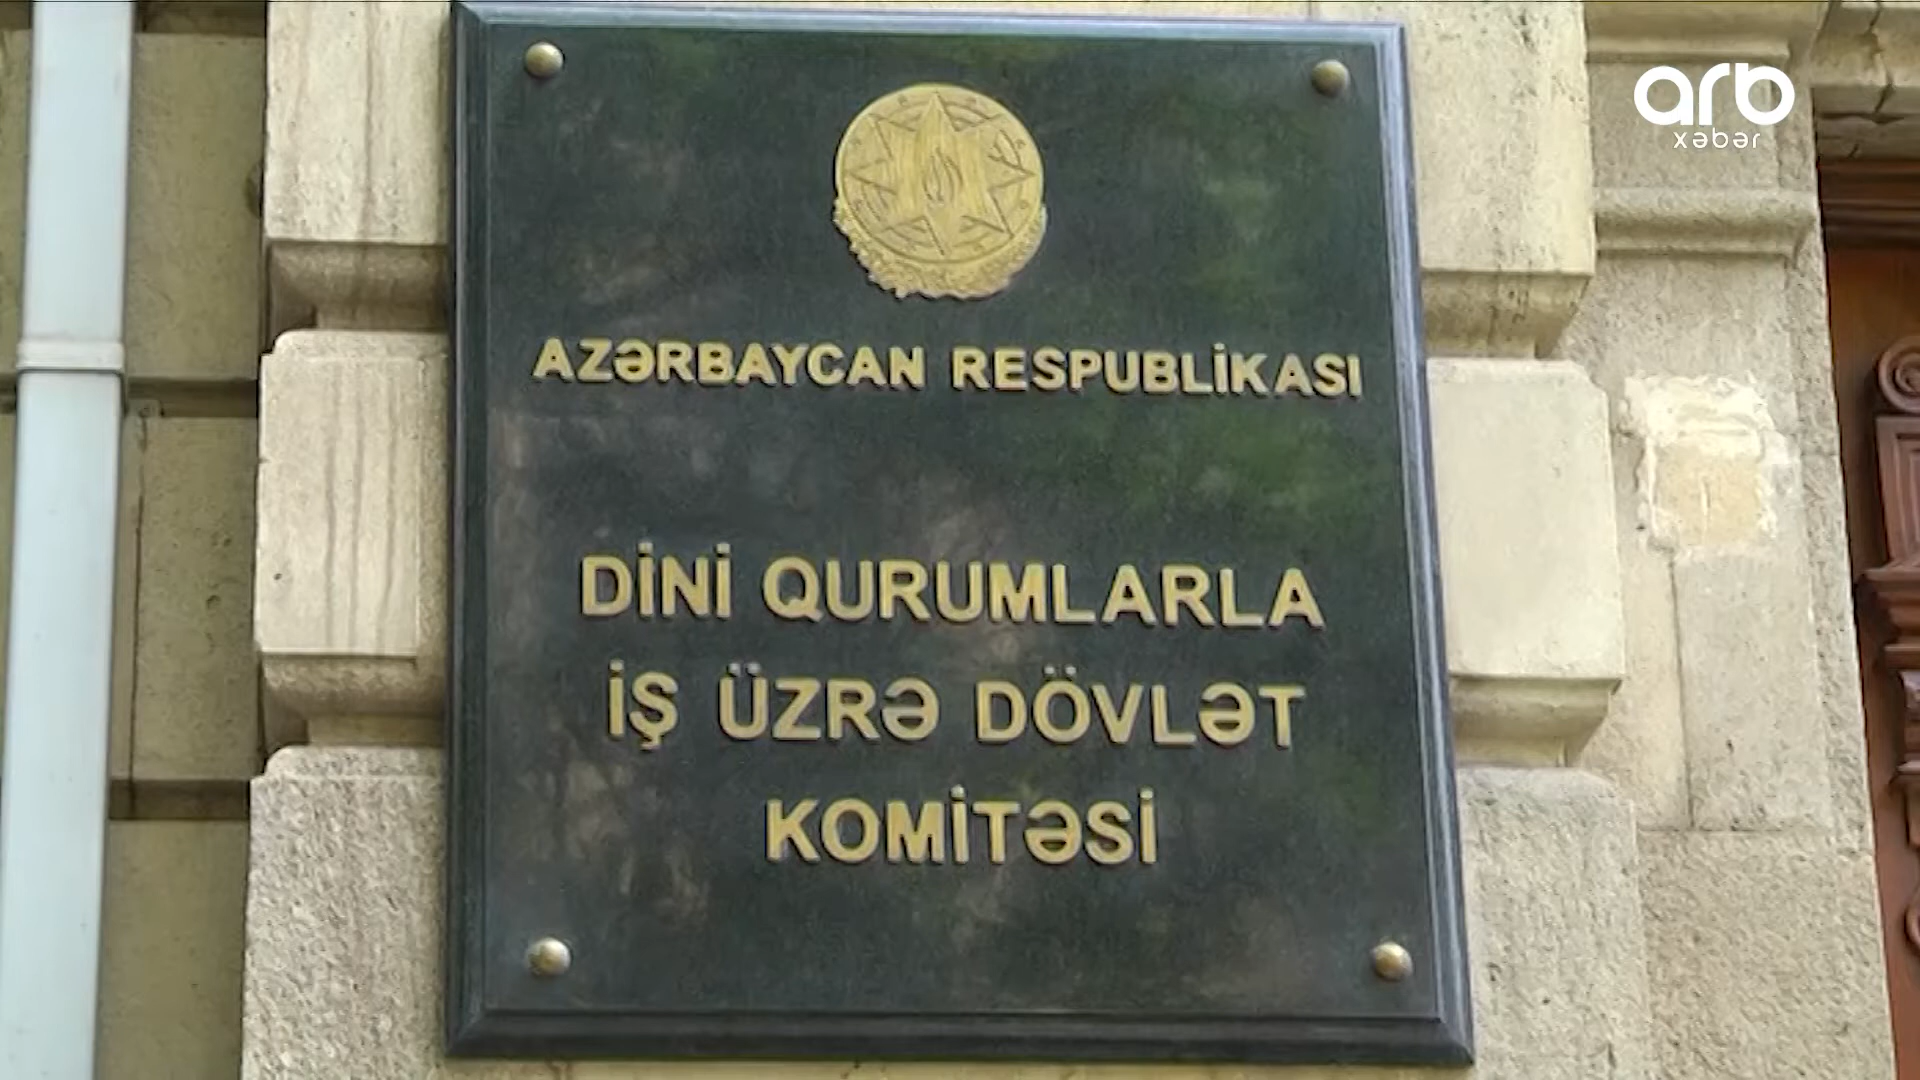 arb
xəbər
AZƏRBAYCAN RESPUBLİKASI
DİNİ QURUMLARLA
İŞ ÜZRƏ DÖVLƏT
KOMİTƏSİ